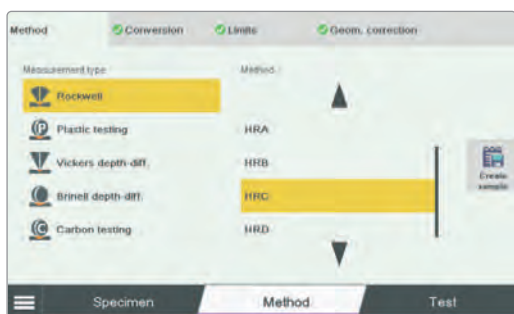 Method
Conversion
Limits
Geom. correction
Measurement type
Method
Rockwell
Plastic testing
HRA
Vickers depth-diff.
HRB
Brinell depth-diff.
HRC
Carbon testing
HRD
Create
sample
Specimen
Method
Test